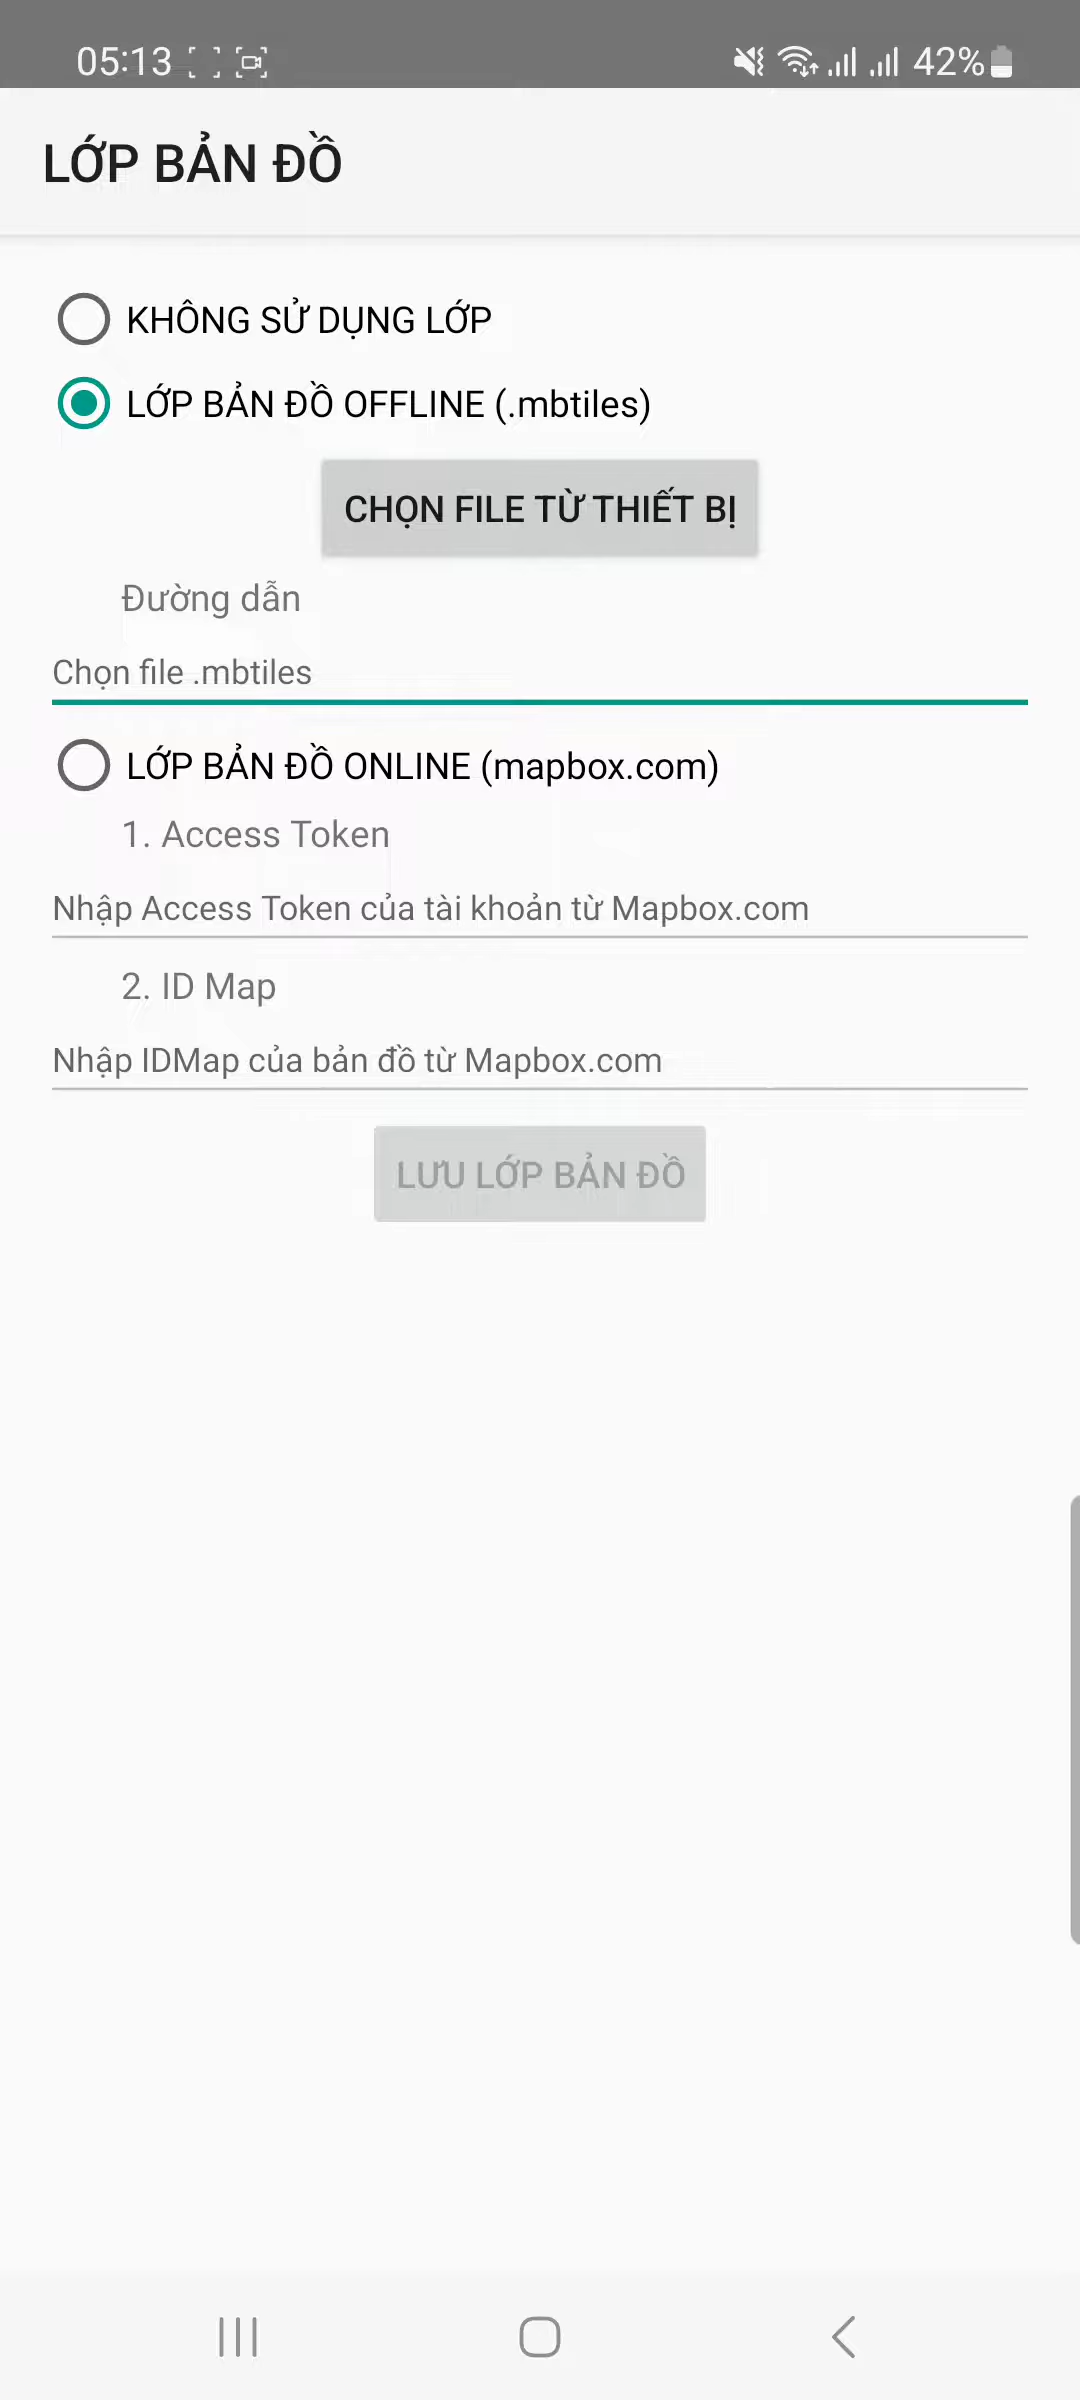 05:13 42%
LỚP BẢN ĐỒ
KHÔNG SỬ DỤNG LỚP
LỚP BẢN ĐỒ OFFLINE (.mbtiles)
CHỌN FILE TỪ THIẾT BỊ
Đường dẫn
Chọn file .mbtiles
LỚP BẢN ĐỒ ONLINE (mapbox.com)
1. Access Token
Nhập Access Token của tài khoản từ Mapbox.com
2. ID Map
Nhập IDMap của bản đồ từ Mapbox.com
LƯU LỚP BẢN ĐỒ